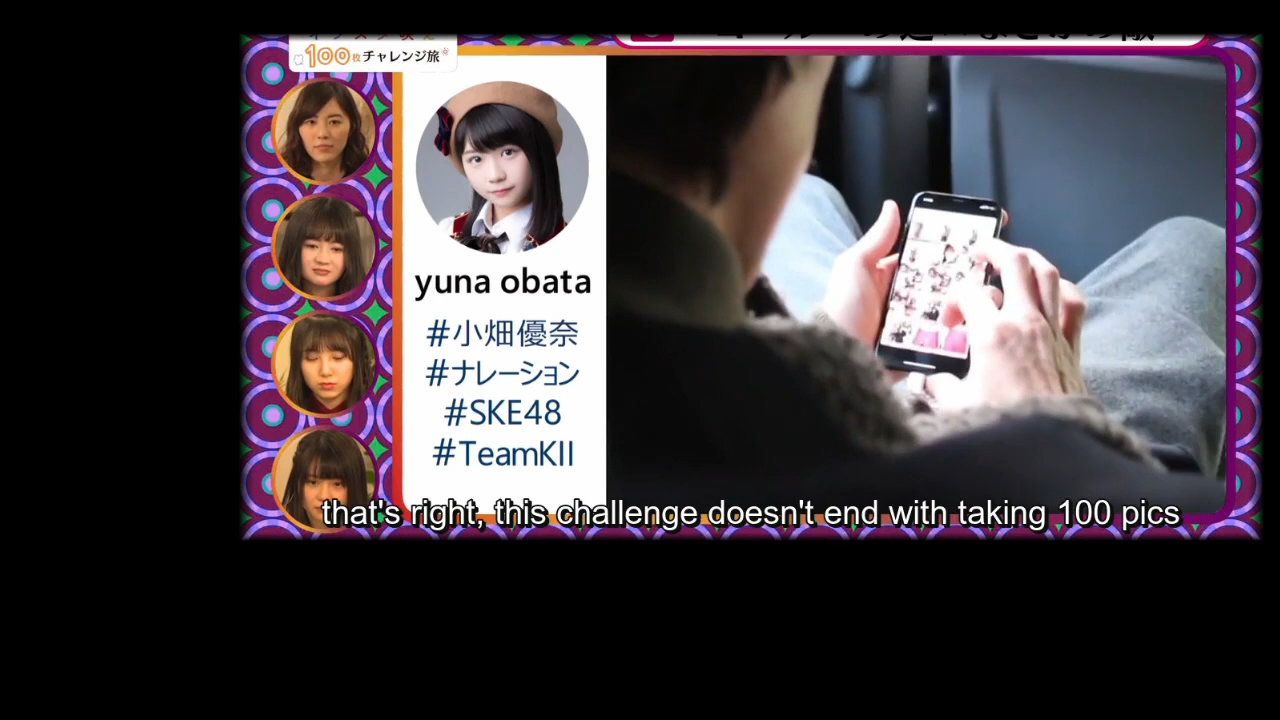 100枚チャレンジ旅
yuna obata
#小畑優奈
#ナレーション
#SKE48
#TeamKII
that's right, this challenge doesn't end with taking 100 pics